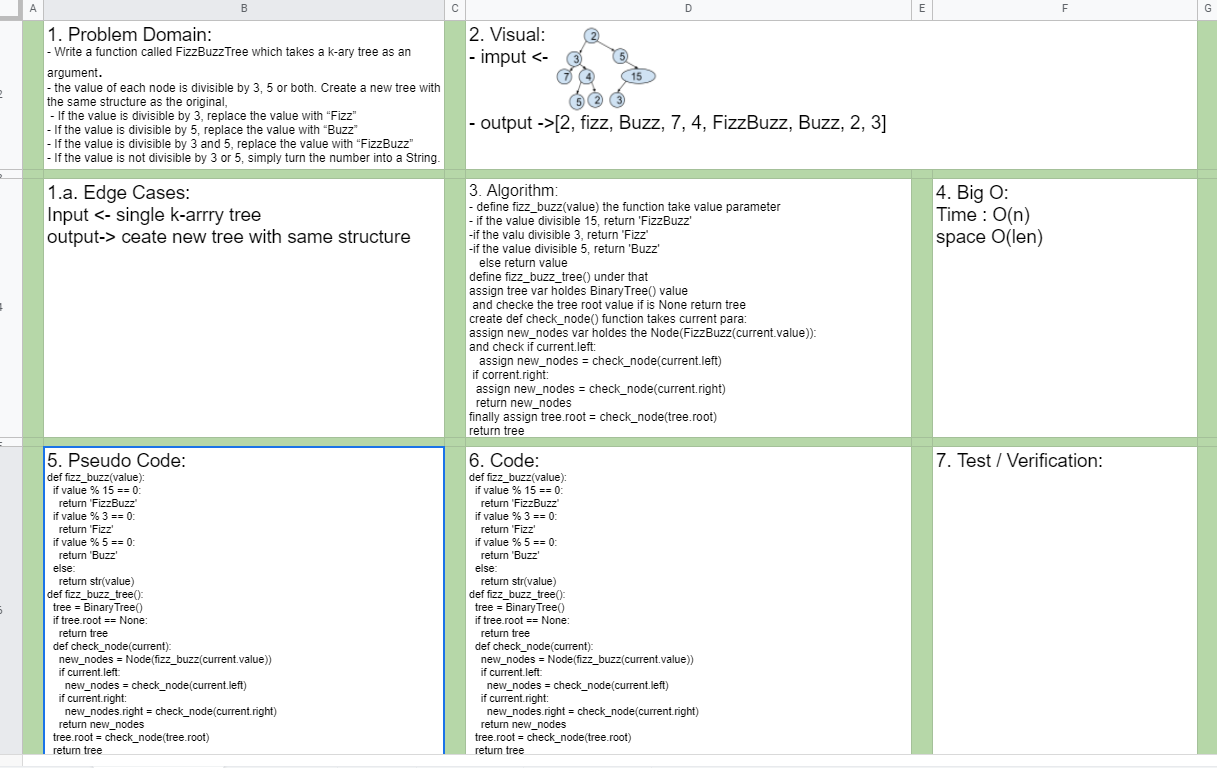 A B C D E F G
1. Problem Domain:
- Write a function called FizzBuzzTree which takes a k-ary tree as an
argument.
- the value of each node is divisible by 3, 5 or both. Create a new tree with
the same structure as the original,
- If the value is divisible by 3, replace the value with “Fizz”
- If the value is divisible by 5, replace the value with “Buzz”
- If the value is divisible by 3 and 5, replace the value with “FizzBuzz”
- If the value is not divisible by 3 or 5, simply turn the number into a String.
2. Visual:
- imput <-
2
3 5
7 4 15
5 2 3
- output ->[2, fizz, Buzz, 7, 4, FizzBuzz, Buzz, 2, 3]
1.a. Edge Cases:
Input <- single k-arrry tree
output-> ceate new tree with same structure
3. Algorithm:
- define fizz_buzz(value) the function take value parameter
- if the value divisible 15, return 'FizzBuzz'
-if the valu divisible 3, return 'Fizz'
-if the value divisible 5, return 'Buzz'
else return value
define fizz_buzz_tree() under that
assign tree var holdes BinaryTree() value
and checke the tree root value if is None return tree
create def check_node() function takes current para:
assign new_nodes var holdes the Node(FizzBuzz(current.value)):
and check if current.left:
assign new_nodes = check_node(current.left)
if corrent.right:
assign new_nodes = check_node(current.right)
return new_nodes
finally assign tree.root = check_node(tree.root)
return tree
4. Big O:
Time : O(n)
space O(len)
5. Pseudo Code:
def fizz_buzz(value):
if value % 15 == 0:
return 'FizzBuzz'
if value % 3 == 0:
return 'Fizz'
if value % 5 == 0:
return 'Buzz'
else:
return str(value)
def fizz_buzz_tree():
tree = BinaryTree()
if tree.root == None:
return tree
def check_node(current):
new_nodes = Node(fizz_buzz(current.value))
if current.left:
new_nodes = check_node(current.left)
if current.right:
new_nodes.right = check_node(current.right)
return new_nodes
tree.root = check_node(tree.root)
return tree
6. Code:
def fizz_buzz(value):
if value % 15 == 0:
return 'FizzBuzz'
if value % 3 == 0:
return 'Fizz'
if value % 5 == 0:
return 'Buzz'
else:
return str(value)
def fizz_buzz_tree():
tree = BinaryTree()
if tree.root == None:
return tree
def check_node(current):
new_nodes = Node(fizz_buzz(current.value))
if current.left:
new_nodes = check_node(current.left)
if current.right:
new_nodes.right = check_node(current.right)
return new_nodes
tree.root = check_node(tree.root)
return tree
7. Test / Verification: